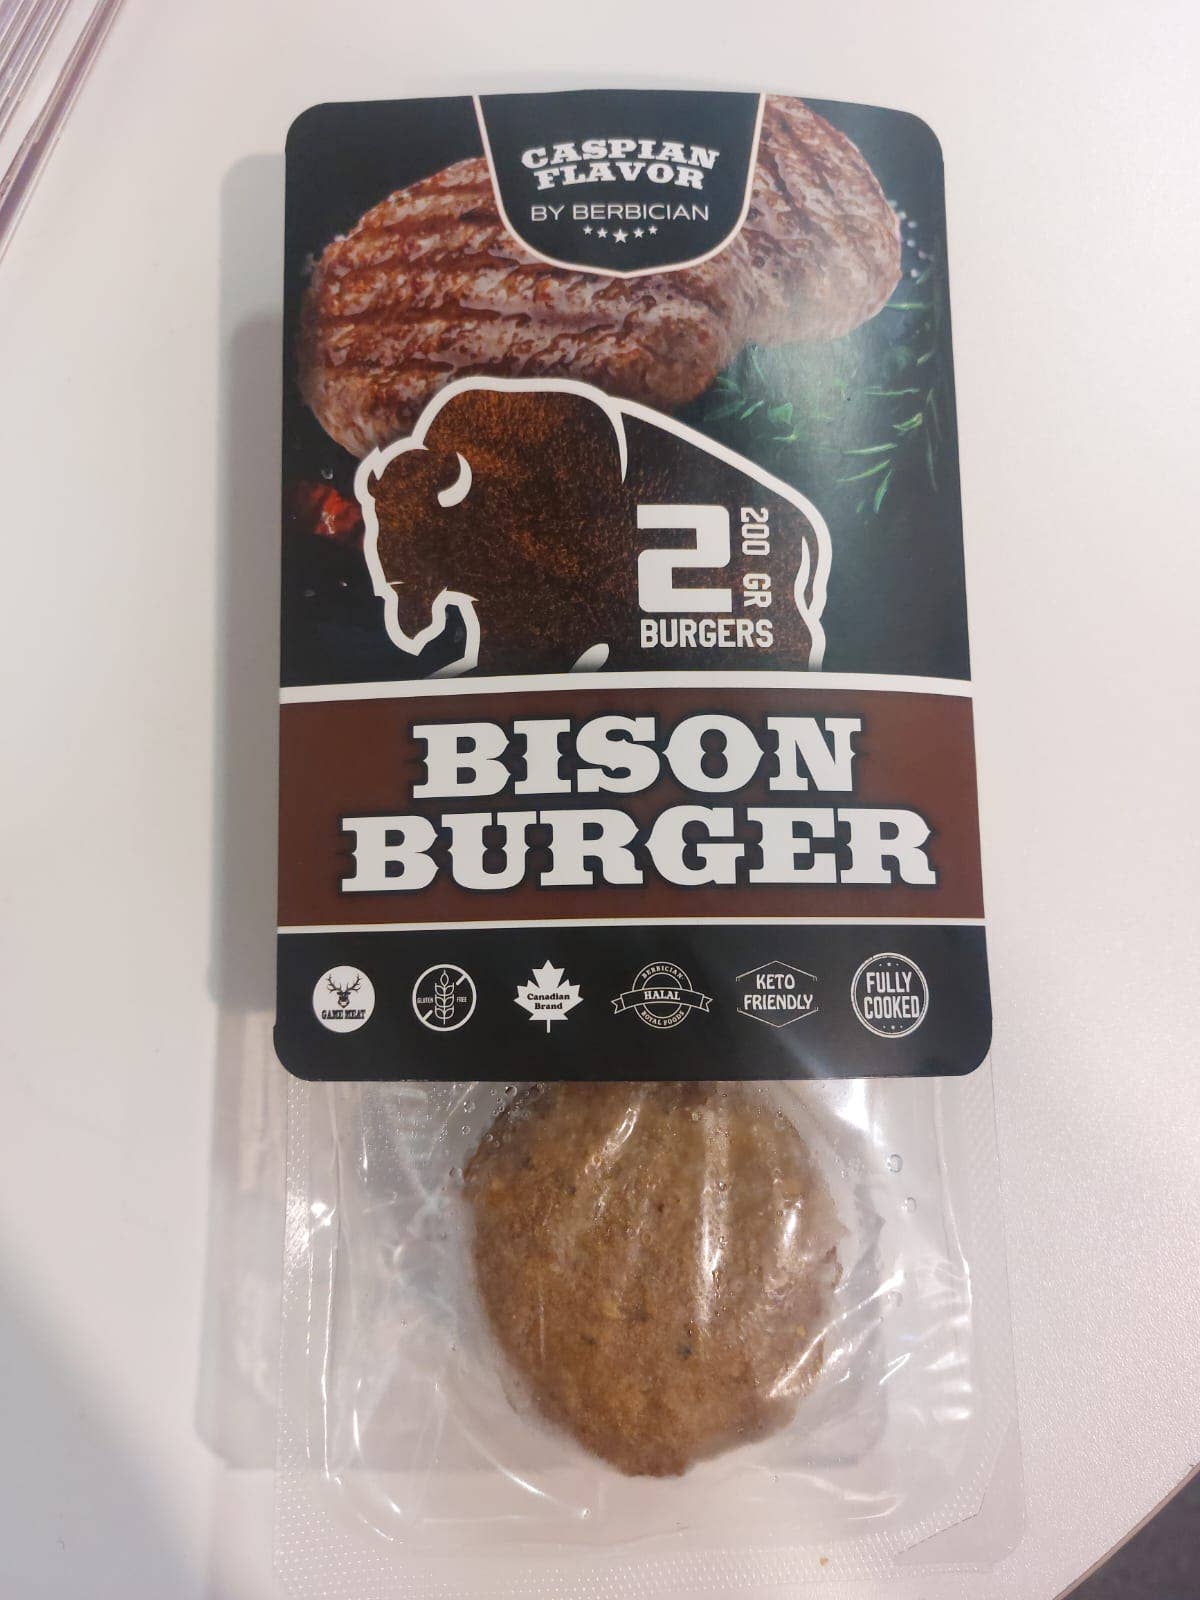 CASPIAN
FLAVOR
BY BERBICIAN
2
200 GR
BURGERS
BISON
BURGER
GAME MEAT
GLUTEN FREE
Canadian
Brand
BERBICIAN
HALAL
ROYAL FOODS
KETO
FRIENDLY
FULLY
COOKED